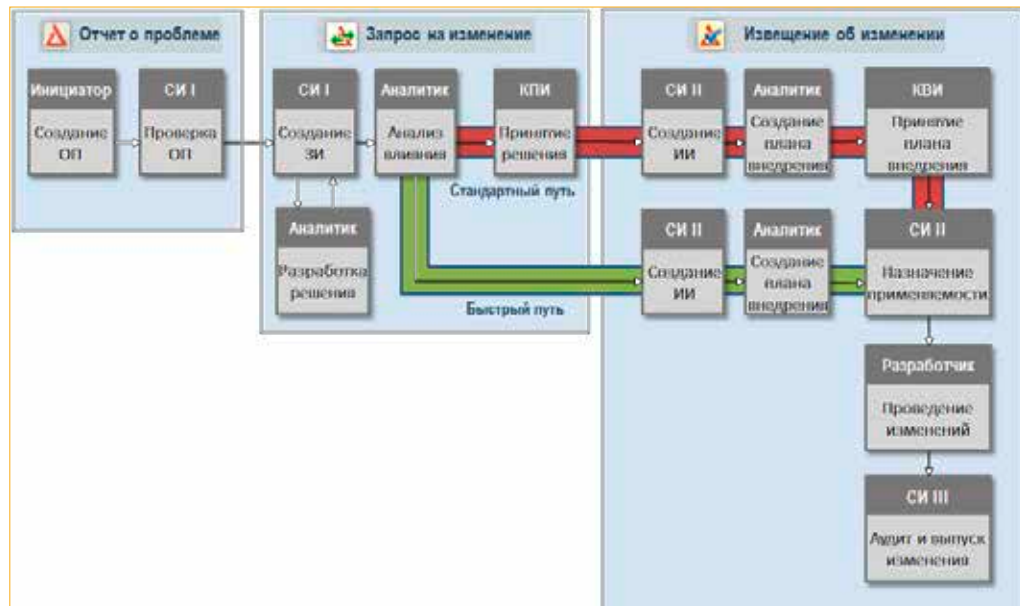 Отчет о проблеме
Запрос на изменение
Извещение об изменении
Инициатор
Создание
ОП
СИ I
Проверка
ОП
СИ I
Создание
ЗИ
Аналитик
Анализ
влияния
КПИ
Принятие
решения
СИ II
Создание
ИИ
Аналитик
Создание
плана
внедрения
КВИ
Принятие
плана
внедрения
Стандартный путь
Аналитик
Разработка
решения
СИ II
Создание
ИИ
Аналитик
Создание
плана
внедрения
СИ II
Назначение
применяемости
Быстрый путь
Разработчик
Проведение
изменений
СИ III
Аудит и выпуск
изменения